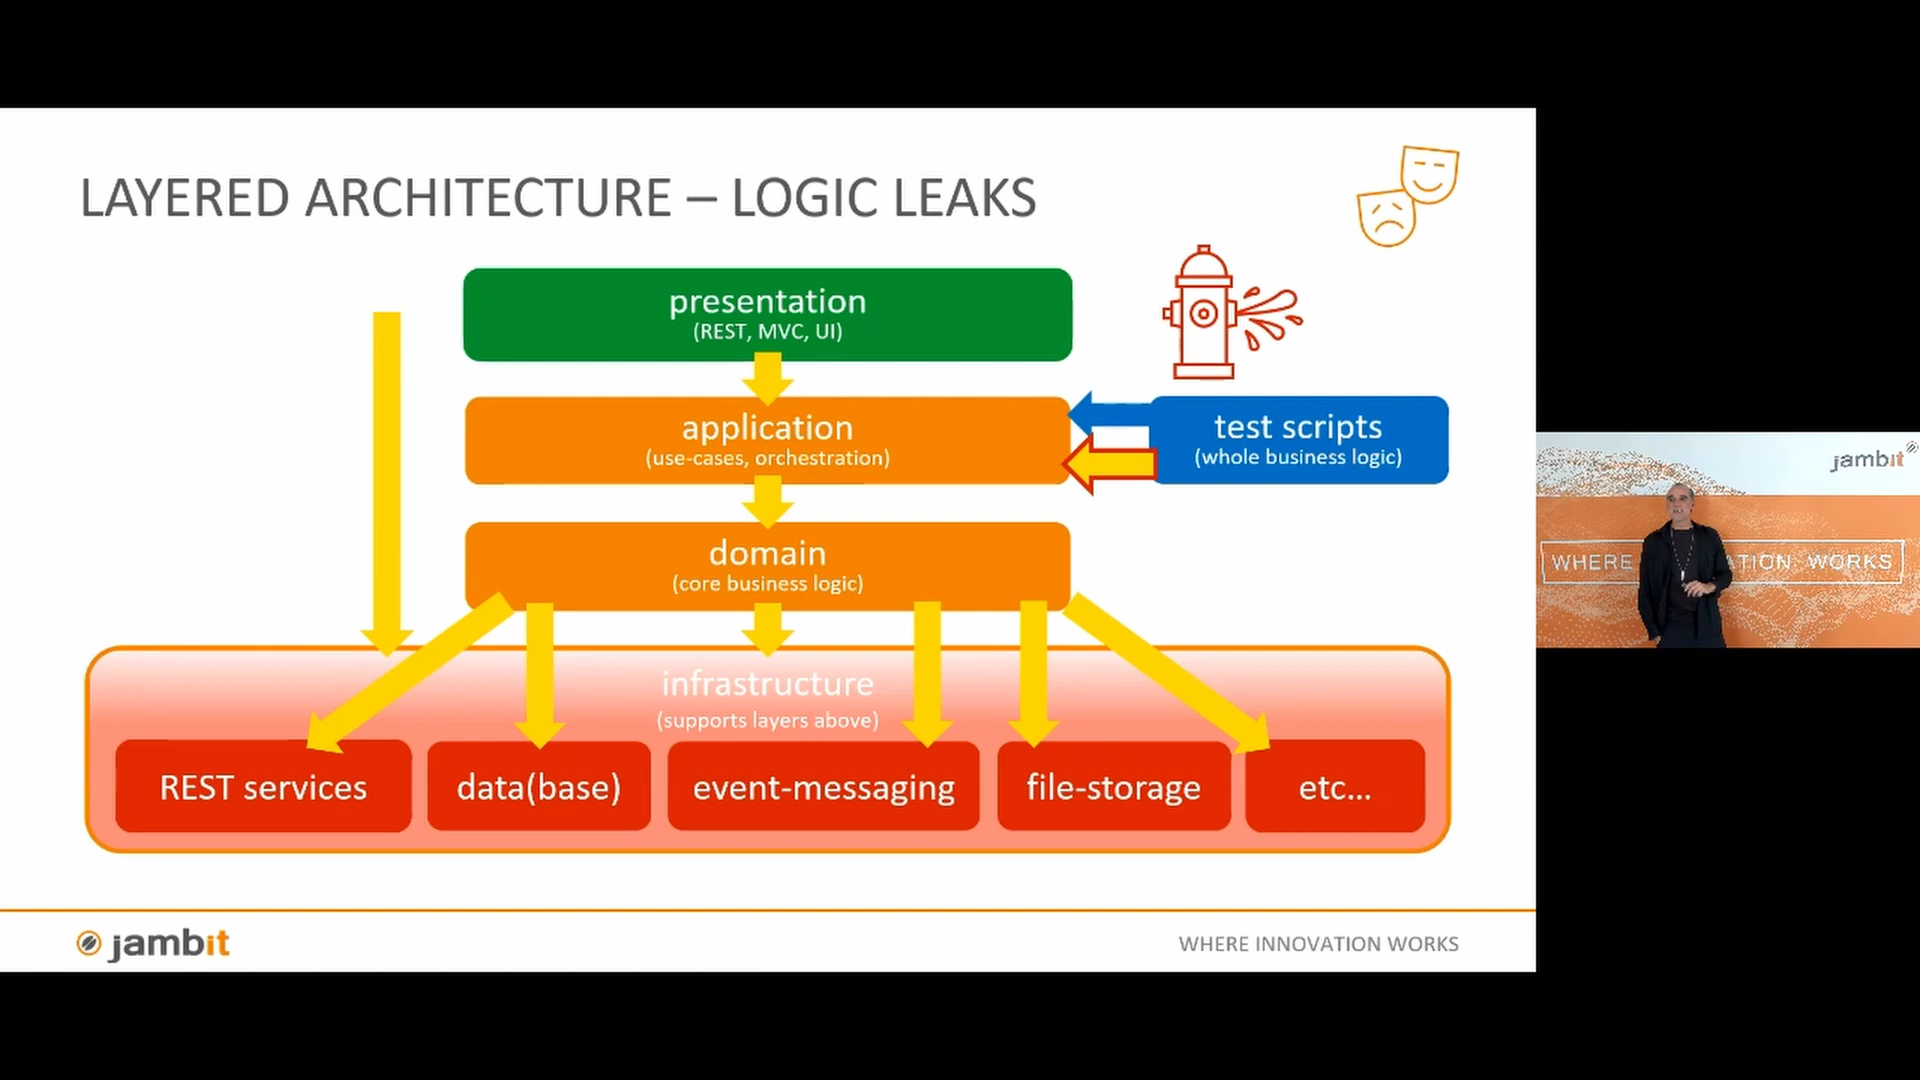 LAYERED ARCHITECTURE – LOGIC LEAKS
presentation
(REST, MVC, UI)
application
(use-cases, orchestration)
test scripts
(whole business logic)
domain
(core business logic)
infrastructure
(supports layers above)
REST services
data(base)
event-messaging
file-storage
etc...
jambit
WHERE INNOVATION WORKS
jambit
WHERE
WORKS